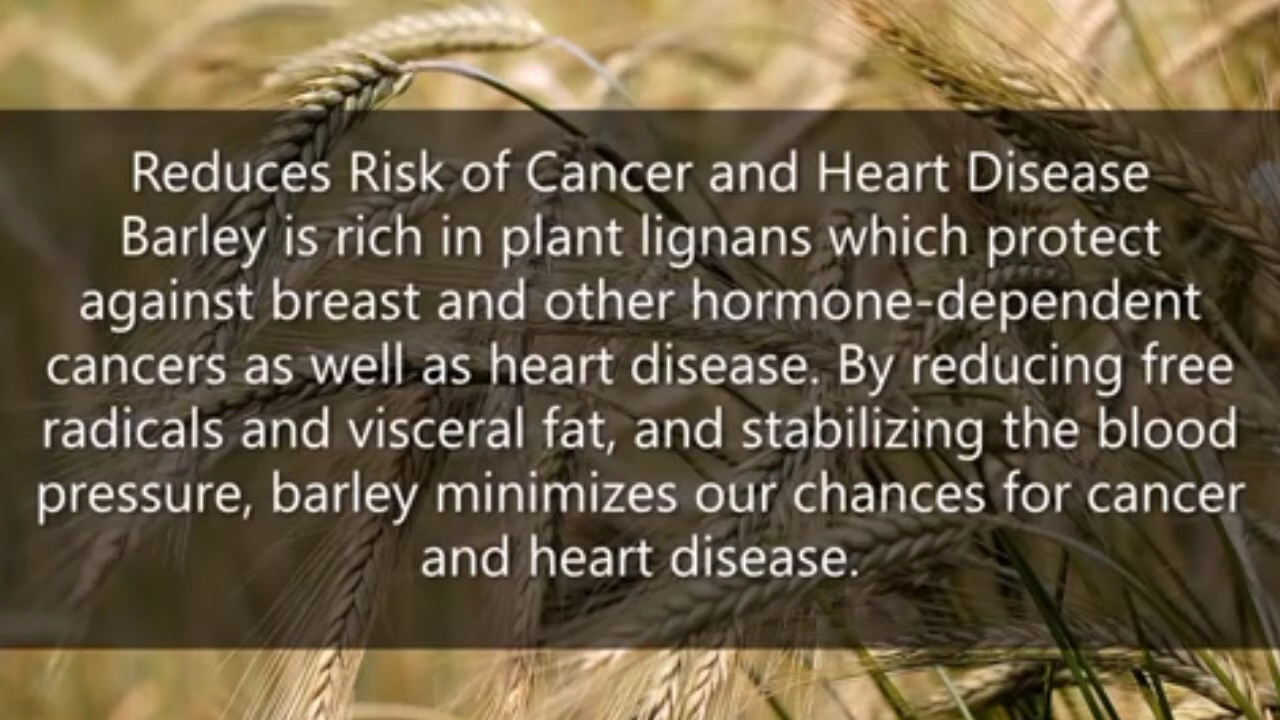 Reduces Risk of Cancer and Heart Disease
Barley is rich in plant lignans which protect
against breast and other hormone-dependent
cancers as well as heart disease. By reducing free
radicals and visceral fat, and stabilizing the blood
pressure, barley minimizes our chances for cancer
and heart disease.